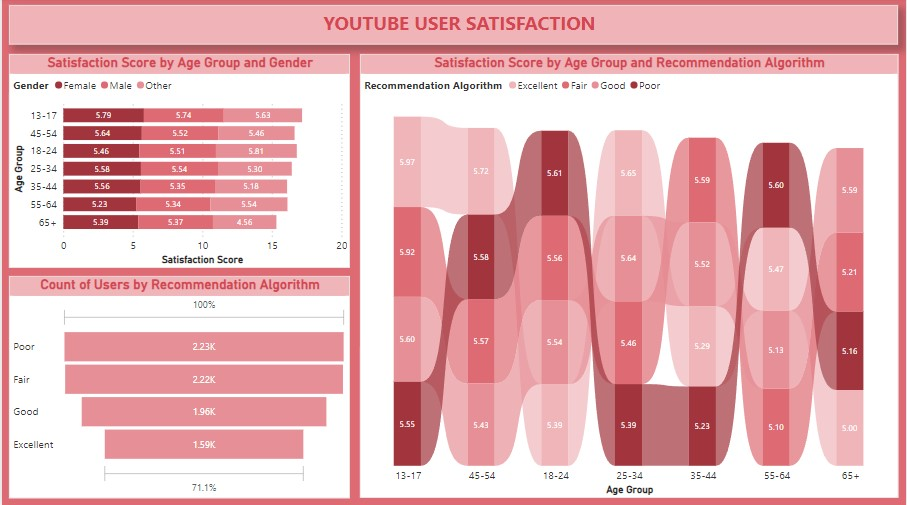 YOUTUBE USER SATISFACTION
Satisfaction Score by Age Group and Gender
Gender Female Male Other
Age Group
13-17 5.79 5.74 5.63
45-54 5.64 5.52 5.46
18-24 5.46 5.51 5.81
25-34 5.58 5.54 5.30
35-44 5.56 5.35 5.18
55-64 5.23 5.34 5.54
65+ 5.39 5.37 4.56
0 5 10 15 20
Satisfaction Score
Count of Users by Recommendation Algorithm
100%
Poor 2.23K
Fair 2.22K
Good 1.96K
Excellent 1.59K
71.1%
Satisfaction Score by Age Group and Recommendation Algorithm
Recommendation Algorithm Excellent Fair Good Poor
5.97 5.72 5.61 5.65 5.59 5.60 5.59
5.92 5.58 5.56 5.64 5.52 5.47 5.21
5.60 5.57 5.54 5.46 5.29 5.13 5.16
5.55 5.43 5.39 5.39 5.23 5.10 5.00
13-17 45-54 18-24 25-34 35-44 55-64 65+
Age Group